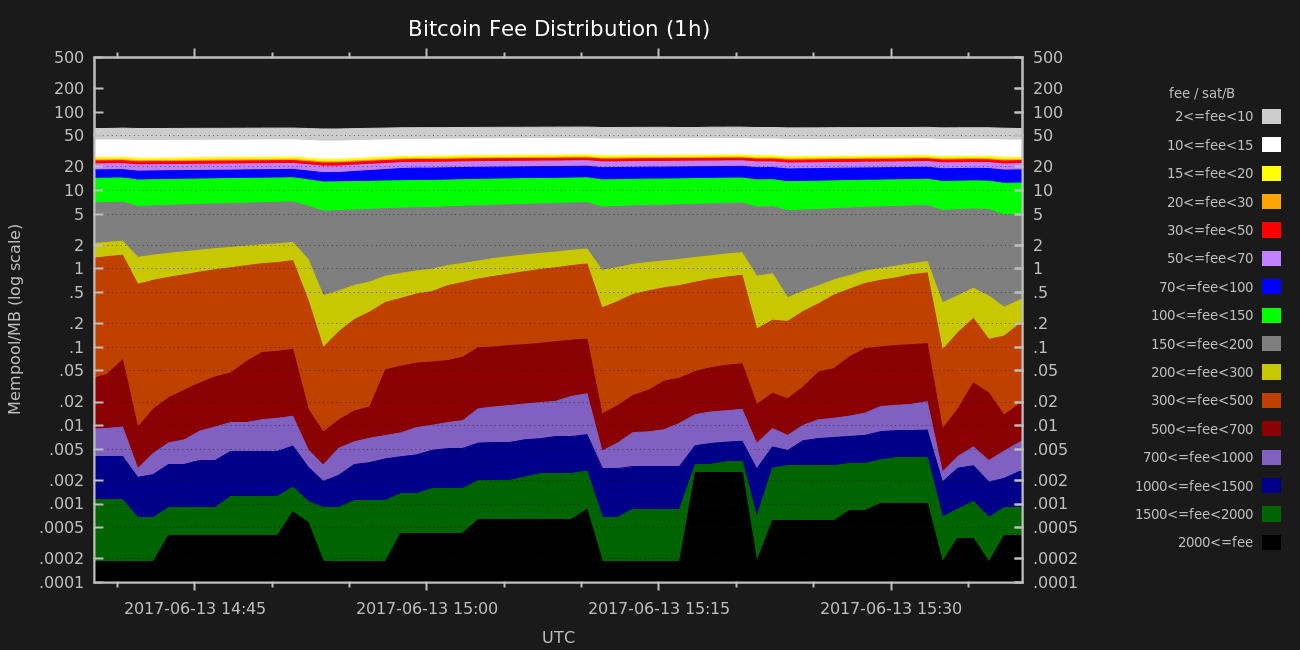 Bitcoin Fee Distribution (1h)
500 500
200 200
100 100
50 50
20 20
10 10
5 5
2 2
1 1
.5 .5
.2 .2
.1 .1
.05 .05
.02 .02
.01 .01
.005 .005
.002 .002
.001 .001
.0005 .0005
.0002 .0002
.0001 .0001
Mempool/MB (log scale)
2017-06-13 14:45 2017-06-13 15:00 2017-06-13 15:15 2017-06-13 15:30
UTC
fee / sat/B
2<=fee<10
10<=fee<15
15<=fee<20
20<=fee<30
30<=fee<50
50<=fee<70
70<=fee<100
100<=fee<150
150<=fee<200
200<=fee<300
300<=fee<500
500<=fee<700
700<=fee<1000
1000<=fee<1500
1500<=fee<2000
2000<=fee